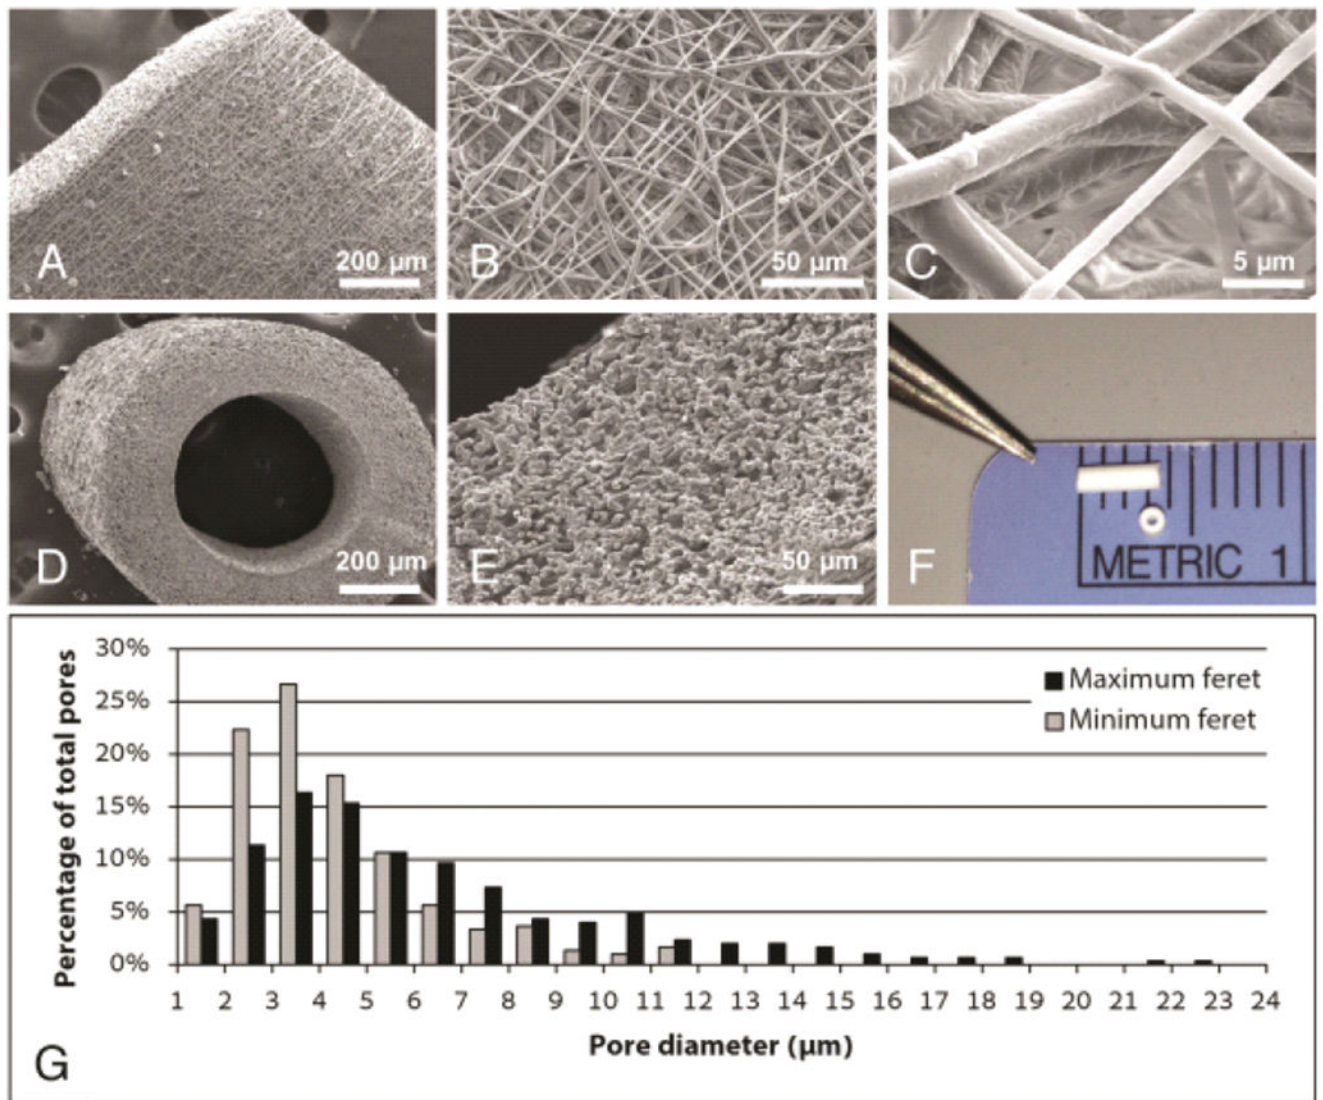 A
200 µm
B
50 µm
C
5 µm
D
200 µm
E
50 µm
F
METRIC 1
30%
25%
20%
15%
10%
5%
0%
Percentage of total pores
Maximum feret
Minimum feret
1 2 3 4 5 6 7 8 9 10 11 12 13 14 15 16 17 18 19 20 21 22 23 24
Pore diameter (µm)
G